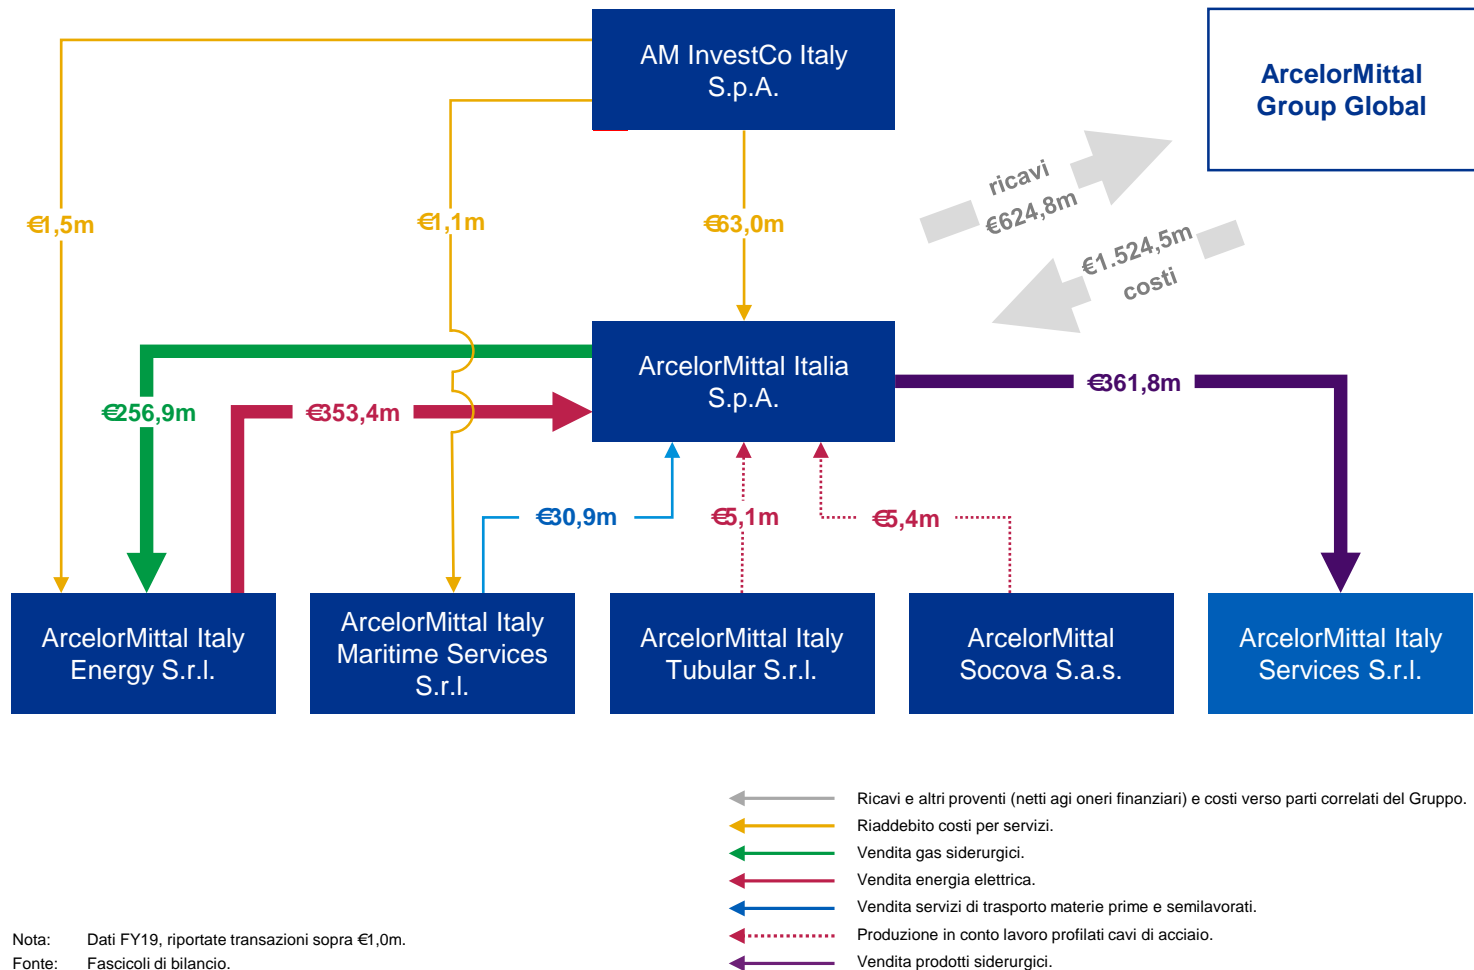 AM InvestCo Italy
S.p.A.
ArcelorMittal
Group Global
ricavi
€624,8m
€1.524,5m
costi
€1,5m
€1,1m
€63,0m
ArcelorMittal Italia
S.p.A.
€256,9m
€353,4m
€361,8m
€30,9m
€5,1m
€5,4m
ArcelorMittal Italy
Energy S.r.l.
ArcelorMittal Italy
Maritime Services
S.r.l.
ArcelorMittal Italy
Tubular S.r.l.
ArcelorMittal
Socova S.a.s.
ArcelorMittal Italy
Services S.r.l.
Ricavi e altri proventi (netti agi oneri finanziari) e costi verso parti correlati del Gruppo.
Riaddebito costi per servizi.
Vendita gas siderurgici.
Vendita energia elettrica.
Vendita servizi di trasporto materie prime e semilavorati.
Produzione in conto lavoro profilati cavi di acciaio.
Vendita prodotti siderurgici.
Nota: Dati FY19, riportate transazioni sopra €1,0m.
Fonte: Fascicoli di bilancio.